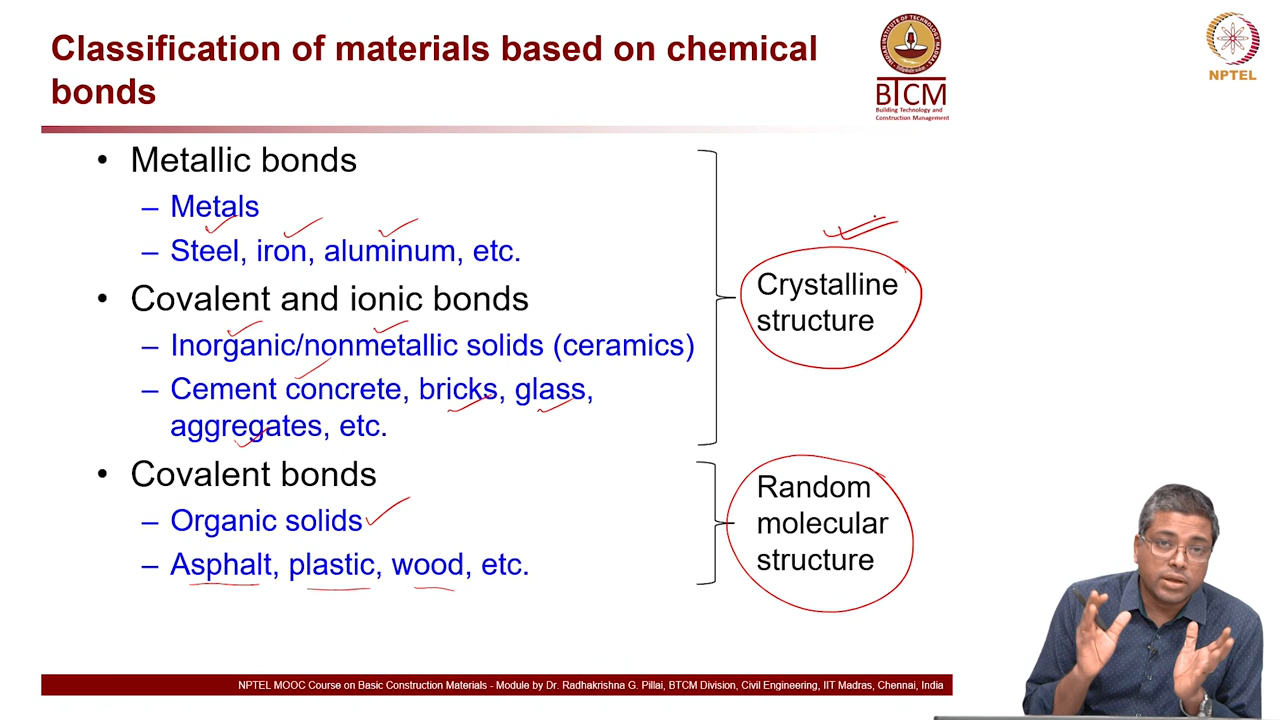 Classification of materials based on chemical
bonds
BTCM
Building Technology and
Construction Management
NPTEL
• Metallic bonds
– Metals
– Steel, iron, aluminum, etc.
• Covalent and ionic bonds
– Inorganic/nonmetallic solids (ceramics)
– Cement concrete, bricks, glass,
aggregates, etc.
Crystalline
structure
• Covalent bonds
– Organic solids
– Asphalt, plastic, wood, etc.
Random
molecular
structure
NPTEL MOOC Course on Basic Construction Materials - Module by Dr. Radhakrishna G. Pillai, BTCM Division, Civil Engineering, IIT Madras, Chennai, India